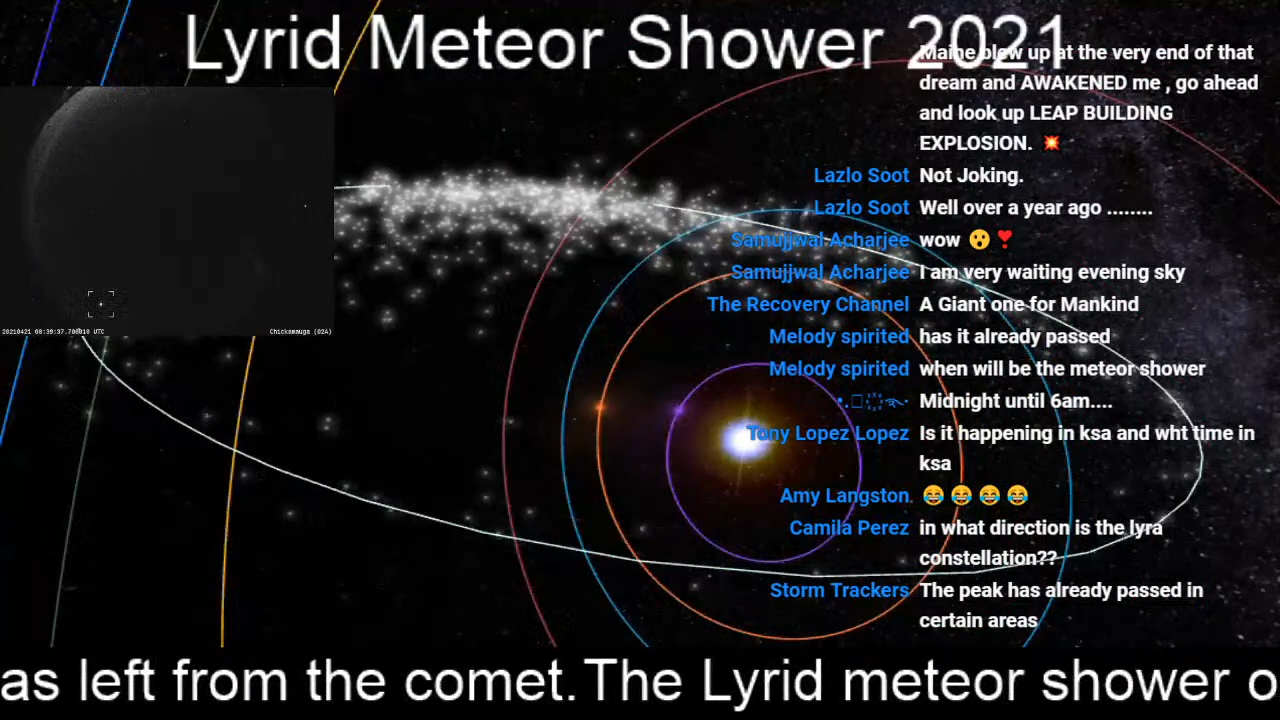 Lyrid Meteor Shower 2021
Maine blew up at the very end of that
dream and AWAKENED me , go ahead
and look up LEAP BUILDING
EXPLOSION. 💥
Lazlo Soot Not Joking.
Lazlo Soot Well over a year ago ........
Samujjwal Acharjee wow 😮❣️
Samujjwal Acharjee I am very waiting evening sky
The Recovery Channel A Giant one for Mankind
Melody spirited has it already passed
Melody spirited when will be the meteor shower
Midnight until 6am....
Tony Lopez Lopez Is it happening in ksa and wht time in
ksa
Amy Langston. 😂 😂 😂 😂
Camila Perez in what direction is the lyra
constellation??
Storm Trackers The peak has already passed in
certain areas
Chickamauga (02A)
as left from the comet. The Lyrid meteor shower o